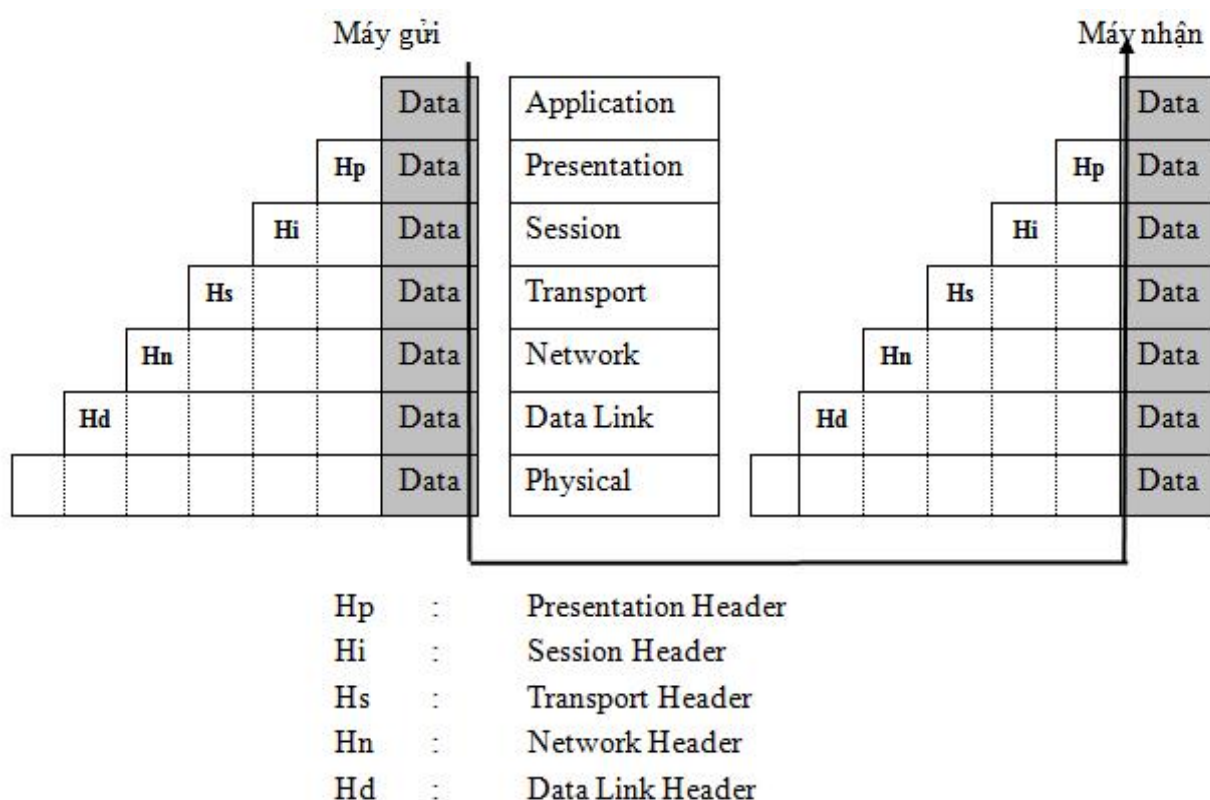 Máy gửi Máy nhận
Data Application Data
Hp Data Presentation Hp Data
Hi Data Session Hi Data
Hs Data Transport Hs Data
Hn Data Network Hn Data
Hd Data Data Link Hd Data
Data Physical Data
Hp : Presentation Header
Hi : Session Header
Hs : Transport Header
Hn : Network Header
Hd : Data Link Header